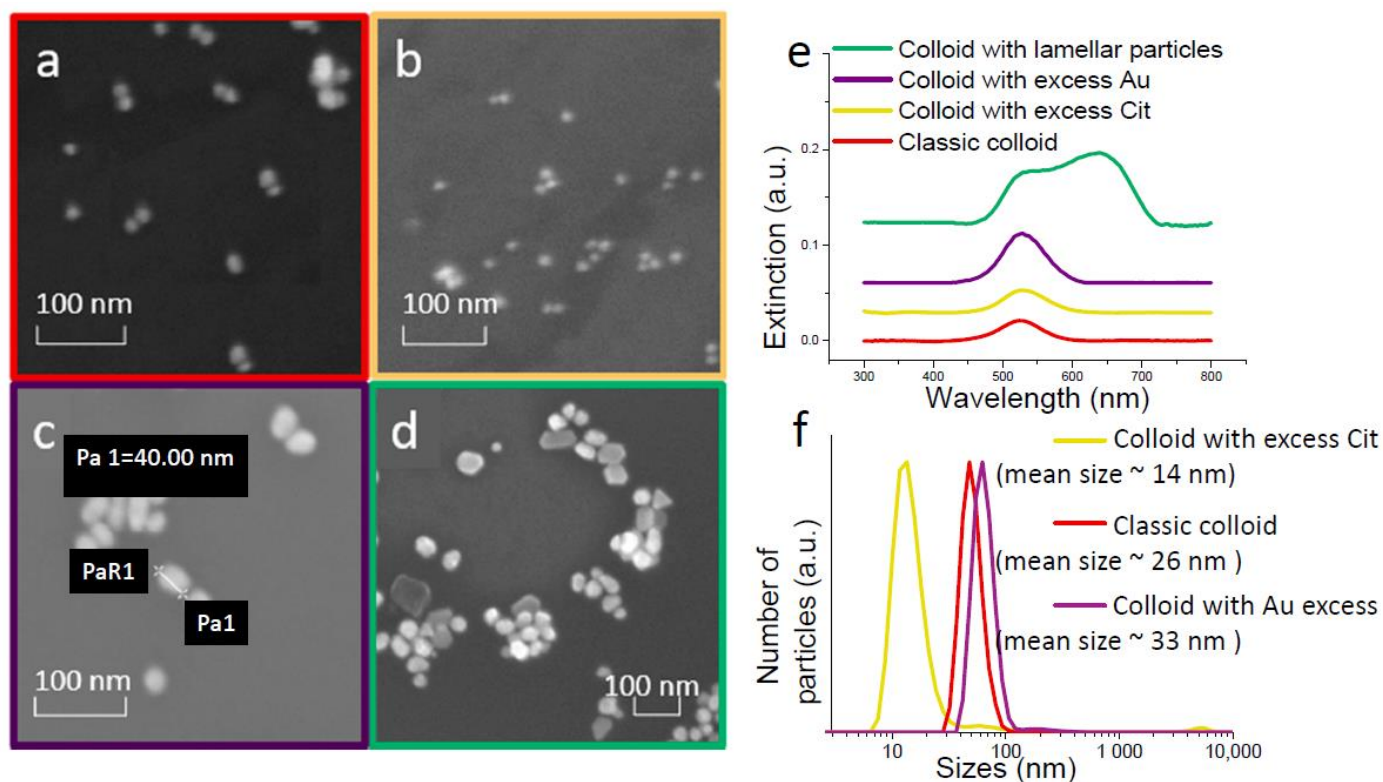 a
100 nm
b
100 nm
c
Pa 1=40.00 nm
PaR1
Pa1
100 nm
d
100 nm
e
Colloid with lamellar particles
Colloid with excess Au
Colloid with excess Cit
Classic colloid
Extinction (a.u.)
0.2
0.1
0.0
300 400 500 600 700 800
Wavelength (nm)
f
Colloid with excess Cit
(mean size ~ 14 nm)
Classic colloid
(mean size ~ 26 nm )
Colloid with Au excess
(mean size ~ 33 nm )
Number of
particles (a.u.)
10 100 1 000 10,000
Sizes (nm)